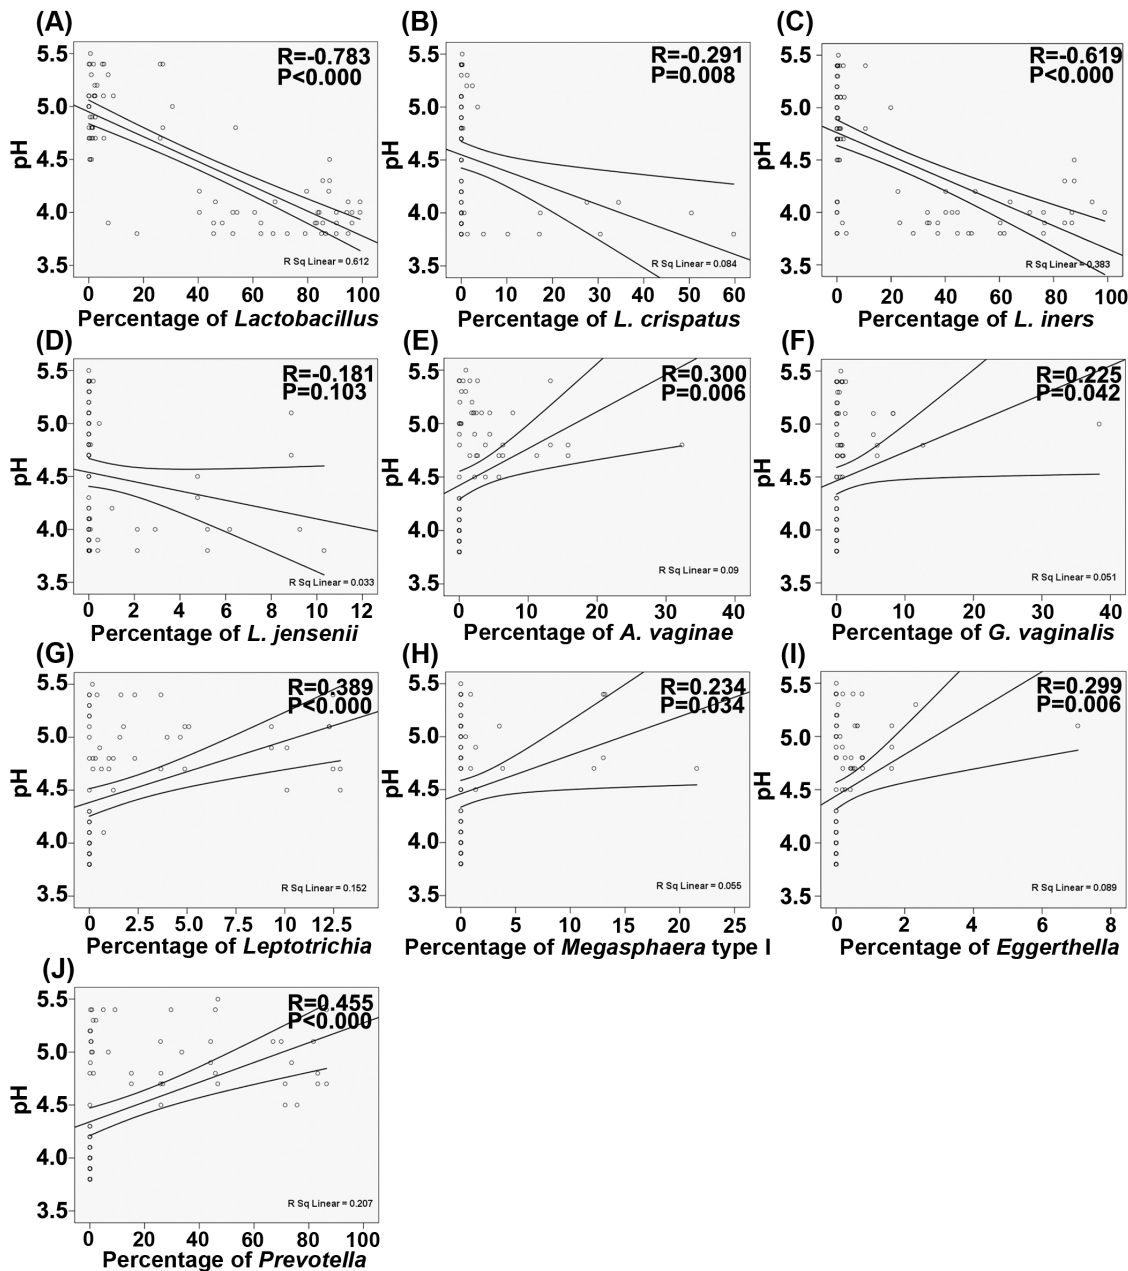 (A)
R=-0.783
P<0.000
pH
5.5
5.0
4.5
4.0
3.5
R Sq Linear = 0.612
0 20 40 60 80 100
Percentage of Lactobacillus
(B)
R=-0.291
P=0.008
pH
5.5
5.0
4.5
4.0
3.5
R Sq Linear = 0.084
0 10 20 30 40 50 60
Percentage of L. crispatus
(C)
R=-0.619
P<0.000
pH
5.5
5.0
4.5
4.0
3.5
R Sq Linear = 0.383
0 20 40 60 80 100
Percentage of L. iners
(D)
R=-0.181
P=0.103
pH
5.5
5.0
4.5
4.0
3.5
R Sq Linear = 0.033
0 2 4 6 8 10 12
Percentage of L. jensenii
(E)
R=0.300
P=0.006
pH
5.5
5.0
4.5
4.0
3.5
R Sq Linear = 0.09
0 10 20 30 40
Percentage of A. vaginae
(F)
R=0.225
P=0.042
pH
5.5
5.0
4.5
4.0
3.5
R Sq Linear = 0.051
0 10 20 30 40
Percentage of G. vaginalis
(G)
R=0.389
P<0.000
pH
5.5
5.0
4.5
4.0
3.5
R Sq Linear = 0.152
0 2.5 5.0 7.5 10 12.5
Percentage of Leptotrichia
(H)
R=0.234
P=0.034
pH
5.5
5.0
4.5
4.0
3.5
R Sq Linear = 0.055
0 5 10 15 20 25
Percentage of Megasphaera type I
(I)
R=0.299
P=0.006
pH
5.5
5.0
4.5
4.0
3.5
R Sq Linear = 0.089
0 2 4 6 8
Percentage of Eggerthella
(J)
R=0.455
P<0.000
pH
5.5
5.0
4.5
4.0
3.5
R Sq Linear = 0.207
0 20 40 60 80 100
Percentage of Prevotella